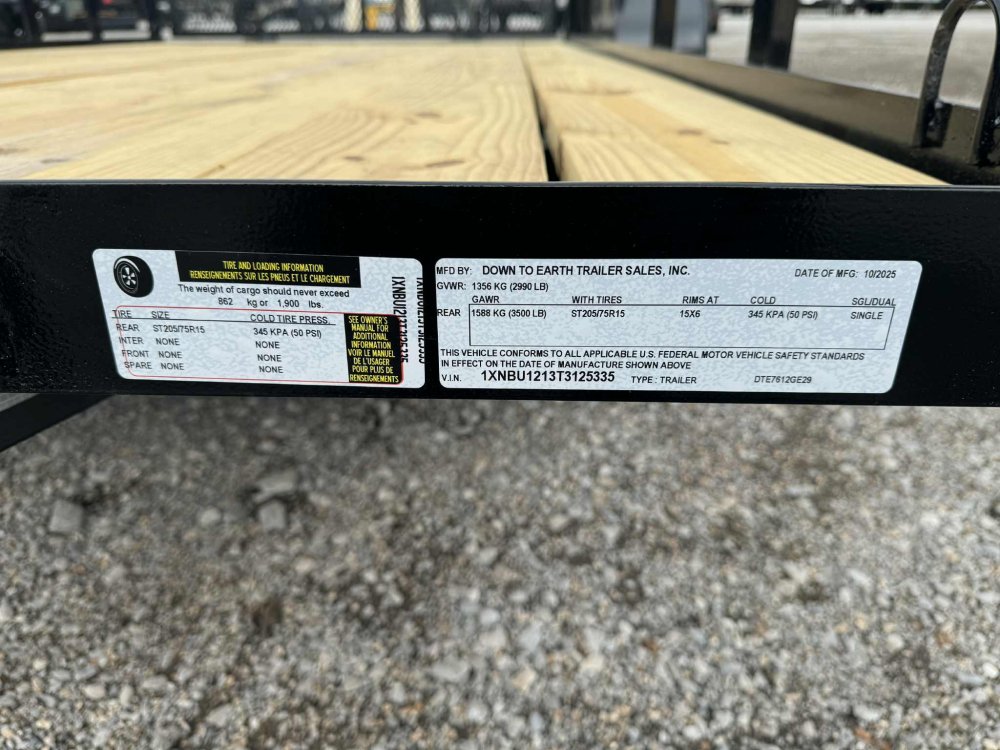 TIRE AND LOADING INFORMATION
RENSEIGNEMENTS SUR LES PNEUS ET LE CHARGEMENT
The weight of cargo should never exceed
862 kg or 1,900 lbs.
TIRE SIZE COLD TIRE PRESS.
REAR ST205/75R15 345 KPA (50 PSI)
INTER NONE NONE
FRONT NONE NONE
SPARE NONE NONE
SEE OWNER'S
MANUAL FOR
ADDITIONAL
INFORMATION
VOIR LE MANUEL
DE L'USAGER
POUR PLUS DE
RENSEIGNEMENTS
MFD BY: DOWN TO EARTH TRAILER SALES, INC. DATE OF MFG: 10/2025
GVWR: 1356 KG (2990 LB)
GAWR WITH TIRES RIMS AT COLD SGL/DUAL
REAR 1588 KG (3500 LB) ST205/75R15 15X6 345 KPA (50 PSI) SINGLE
THIS VEHICLE CONFORMS TO ALL APPLICABLE U.S. FEDERAL MOTOR VEHICLE SAFETY STANDARDS
IN EFFECT ON THE DATE OF MANUFACTURE SHOWN ABOVE
V.I.N. 1XNBU1213T3125335 TYPE: TRAILER DTE7612GE29